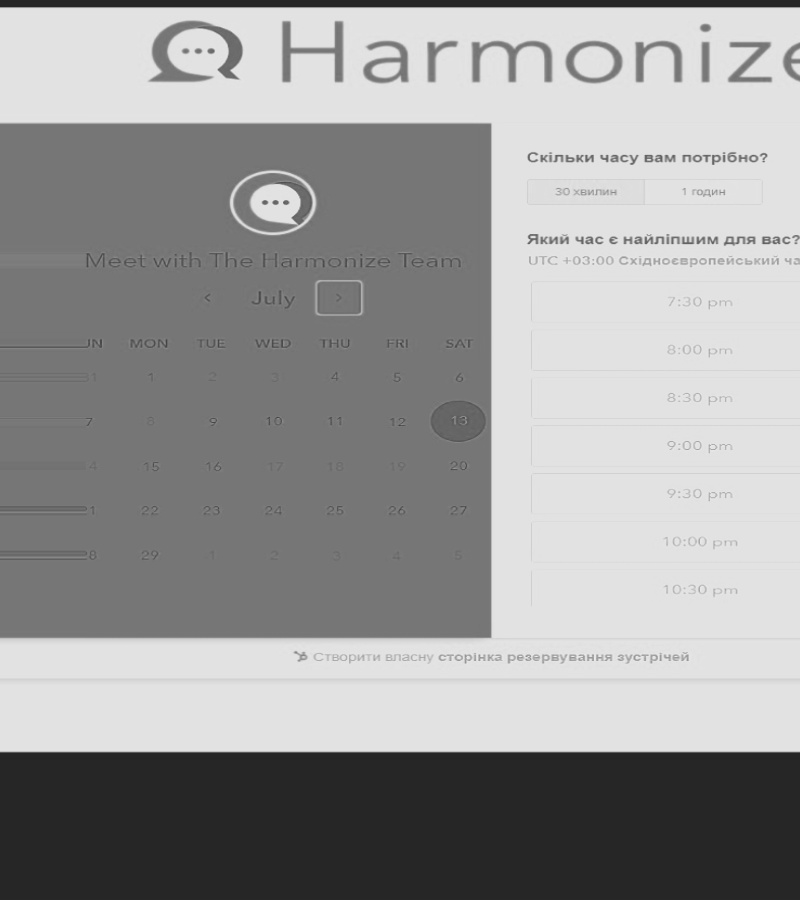 Harmonize
Meet with The Harmonize Team
July
UN MON TUE WED THU FRI SAT
1 1 2 3 4 5 6
7 8 9 10 11 12 13
4 15 16 17 18 19 20
1 22 23 24 25 26 27
8 29 1 2 3 4 5
Скільки часу вам потрібно?
30 хвилин 1 годин
Який час є найліпшим для вас?
UTC +03:00 Східноєвропейський ча
7:30 pm
8:00 pm
8:30 pm
9:00 pm
9:30 pm
10:00 pm
10:30 pm
Створити власну сторінка резервування зустрічей